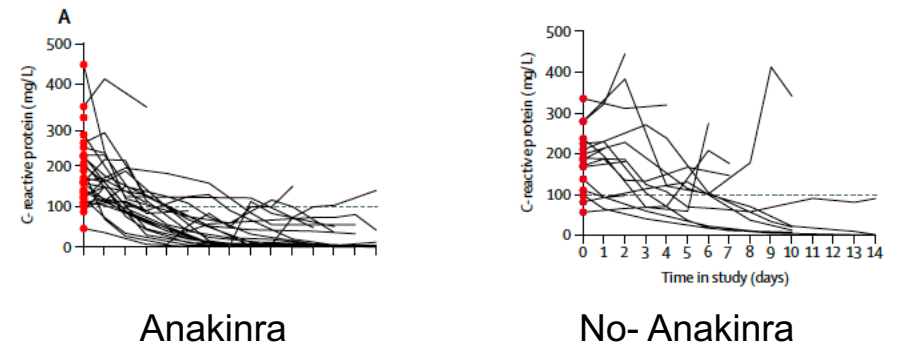 A
500
400
300
200
100
0
C-reactive protein (mg/L)
500
400
300
200
100
0
C-reactive protein (mg/L)
0 1 2 3 4 5 6 7 8 9 10 11 12 13 14
Time in study (days)
Anakinra
No- Anakinra